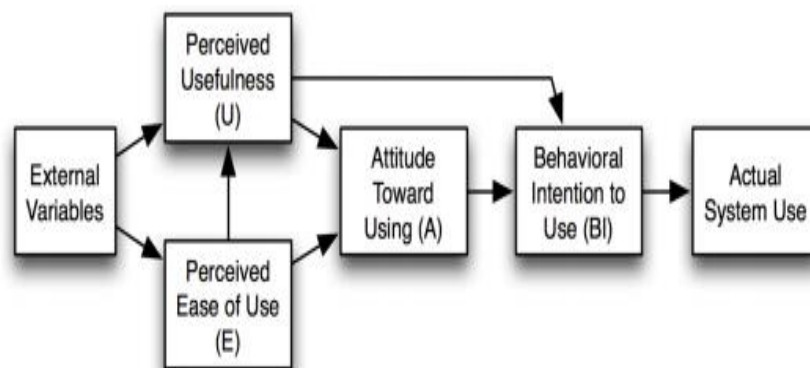 Perceived
Usefulness
(U)
External
Variables
Perceived
Ease of Use
(E)
Attitude
Toward
Using (A)
Behavioral
Intention to
Use (BI)
Actual
System Use